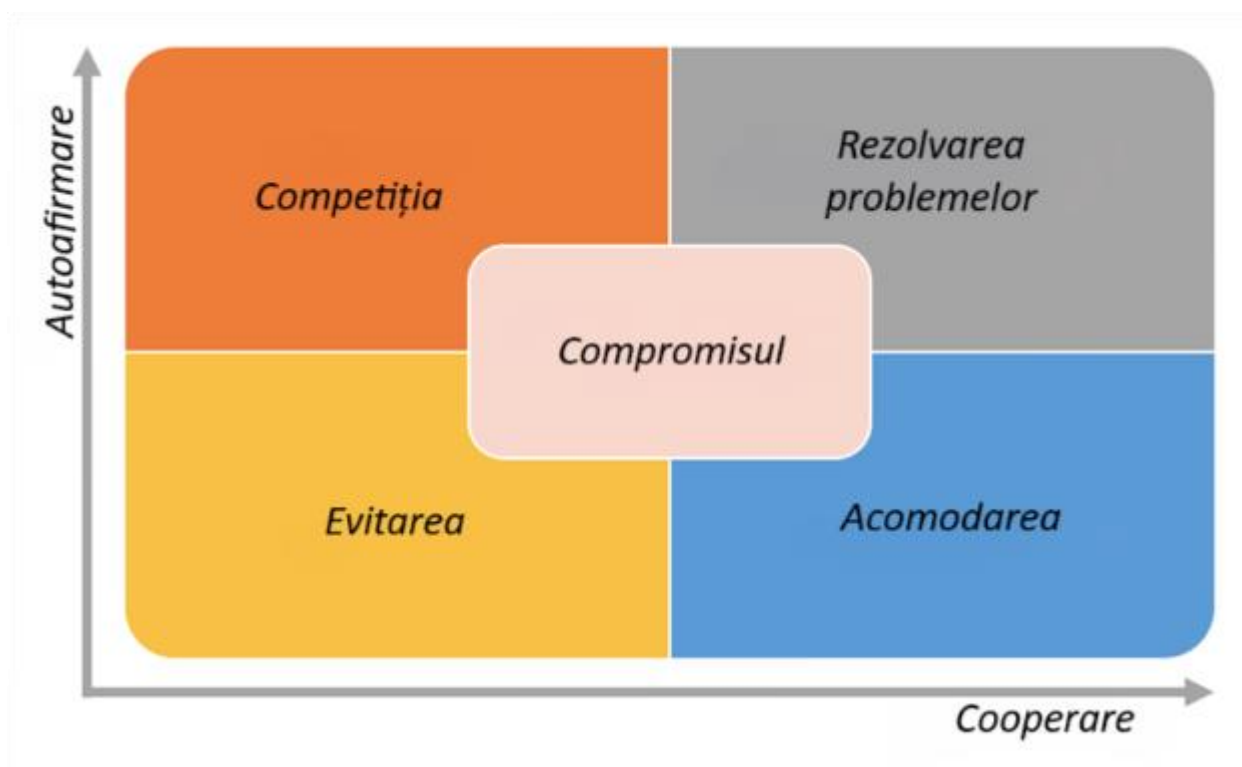 Autoafirmare
Competiția
Rezolvarea
problemelor
Compromisul
Evitarea
Acomodarea
Cooperare